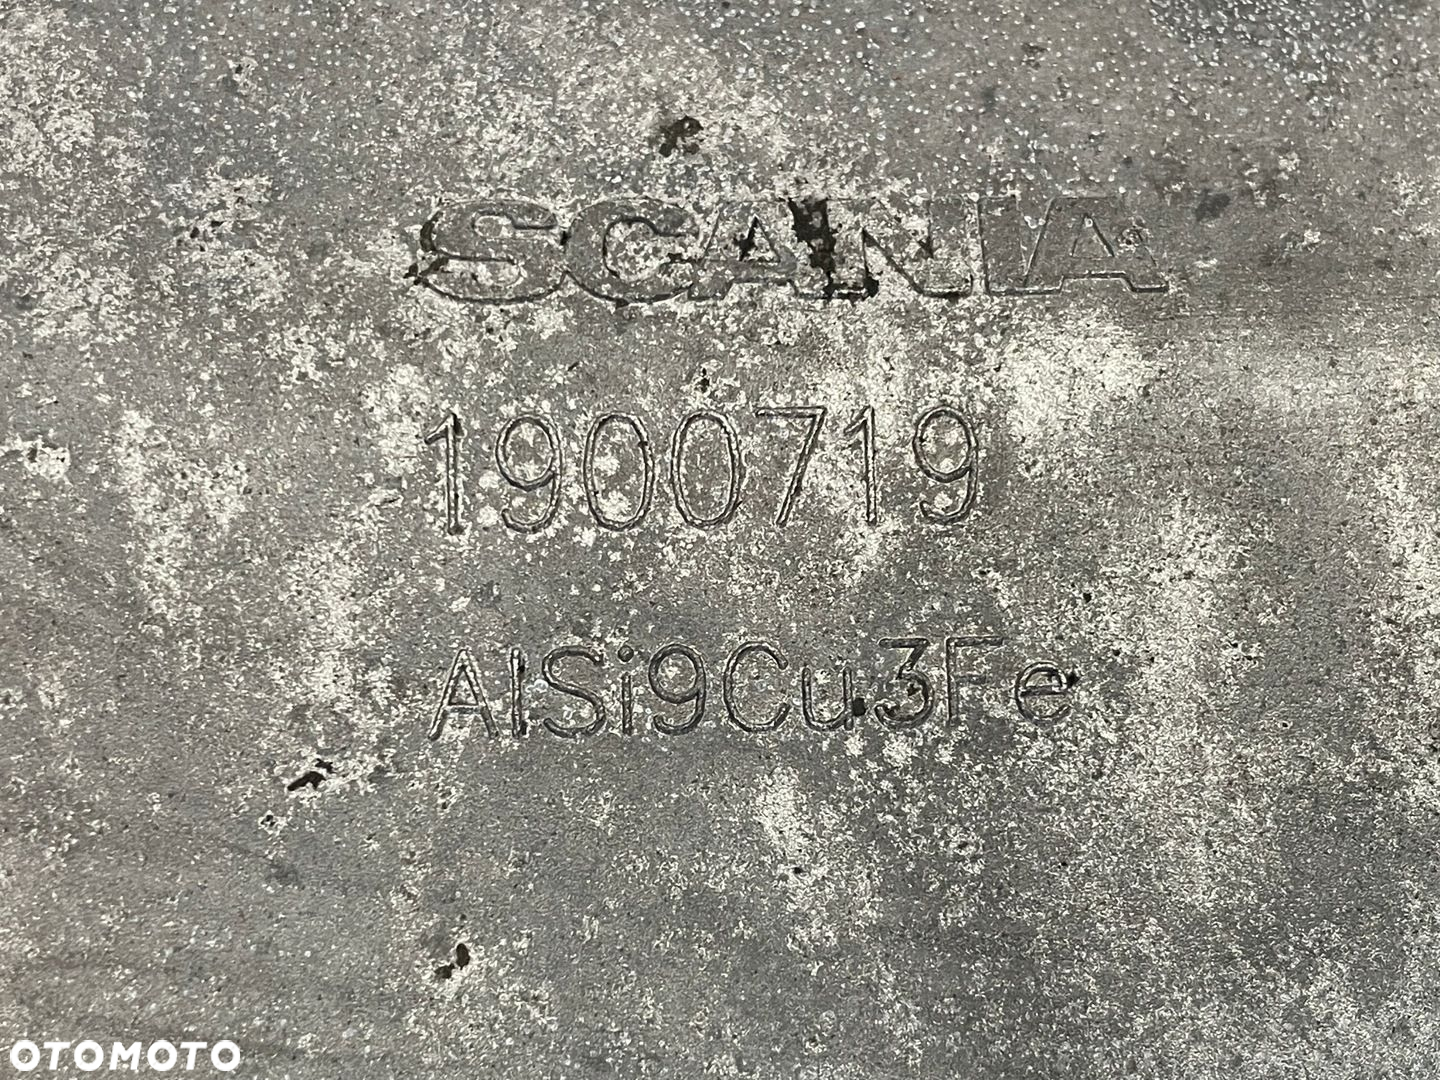 SCANIA
1900719
AlSi9Cu3Fe
OTOMOTO